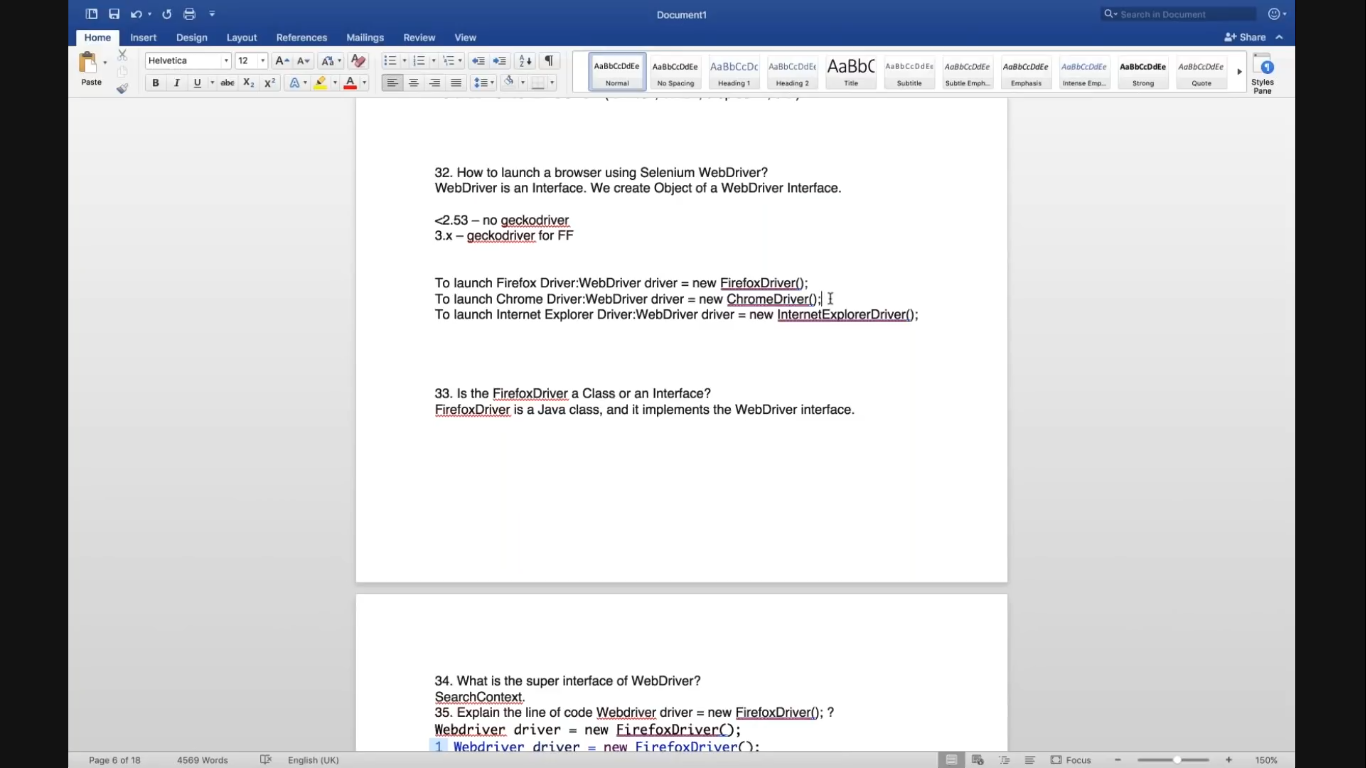 Document1
Search in Document
Home Insert Design Layout References Mailings Review View
Share
Paste
Helvetica 12
AaBbCcDdEe AaBbCcDdEe AaBbCcDc AaBbCcDdEe AaBbC AaBbCcDdEe AaBbCcDdEe AaBbCcDdEe AaBbCcDdEe AaBbCcDdEe AaBbCcDdEe
Normal No Spacing Heading 1 Heading 2 Title Subtitle Subtle Emph... Emphasis Intense Emp... Strong Quote
Styles Pane
32. How to launch a browser using Selenium WebDriver?
WebDriver is an Interface. We create Object of a WebDriver Interface.
<2.53 – no geckodriver
3.x – geckodriver for FF
To launch Firefox Driver:WebDriver driver = new FirefoxDriver();
To launch Chrome Driver:WebDriver driver = new ChromeDriver();
To launch Internet Explorer Driver:WebDriver driver = new InternetExplorerDriver();
33. Is the FirefoxDriver a Class or an Interface?
FirefoxDriver is a Java class, and it implements the WebDriver interface.
34. What is the super interface of WebDriver?
SearchContext.
35. Explain the line of code Webdriver driver = new FirefoxDriver(); ?
Webdriver driver = new FirefoxDriver();
1 Webdriver driver = new FirefoxDriver();
Page 6 of 18 4569 Words English (UK) Focus 150%